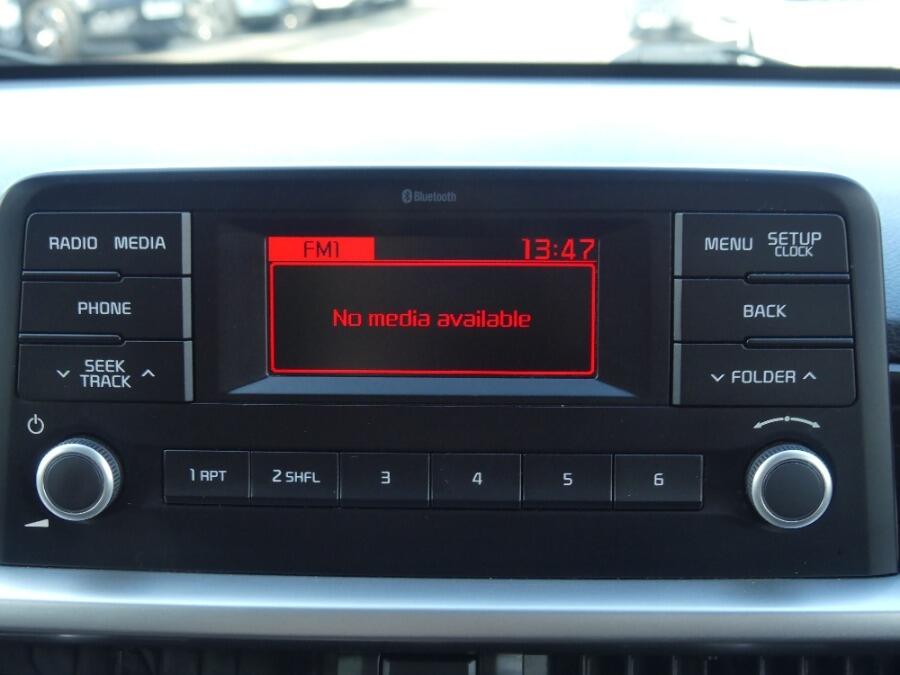 Bluetooth
RADIO MEDIA
FM1 13:47
MENU SETUP
CLOCK
No media available
PHONE
BACK
SEEK
TRACK
FOLDER
1 RPT 2 SHFL 3 4 5 6